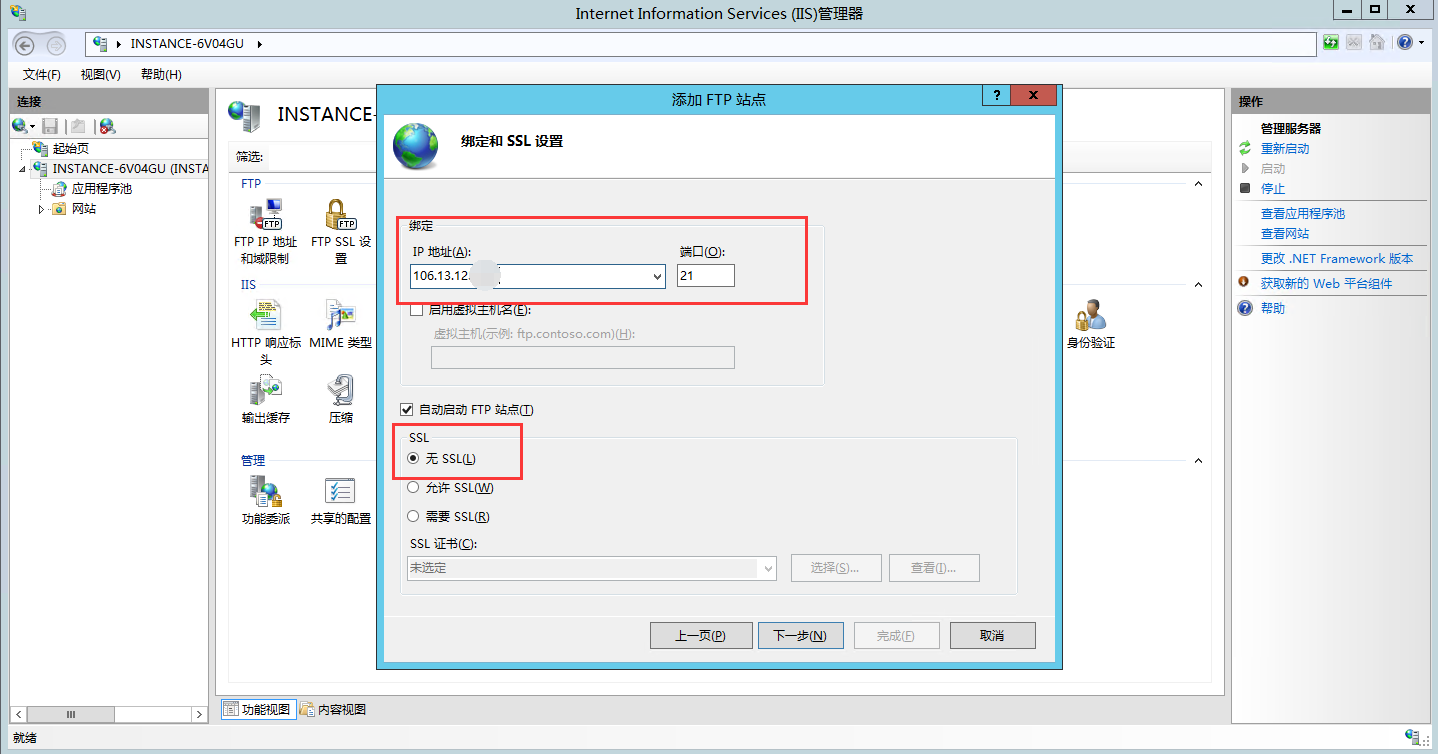 Internet Information Services (IIS)管理器
INSTANCE-6V04GU
文件(F) 视图(V) 帮助(H)
连接
起始页
INSTANCE-6V04GU (INSTA
应用程序池
网站
INSTANCE-
筛选:
FTP
FTP IP 地址和域限制
FTP SSL 设置
IIS
HTTP 响应标头
MIME 类型
身份验证
输出缓存
压缩
管理
功能委派
共享的配置
添加 FTP 站点
?
绑定和 SSL 设置
绑定
IP 地址(A): 端口(O):
106.13.12. 21
启用虚拟主机名(E):
虚拟主机(示例: ftp.contoso.com)(H):
自动启动 FTP 站点(T)
SSL
无 SSL(L)
允许 SSL(W)
需要 SSL(R)
SSL 证书(C):
未选定 选择(S)... 查看(I)...
上一页(P) 下一步(N) 完成(F) 取消
操作
管理服务器
重新启动
启动
停止
查看应用程序池
查看网站
更改 .NET Framework 版本
获取新的 Web 平台组件
帮助
功能视图 内容视图
就绪